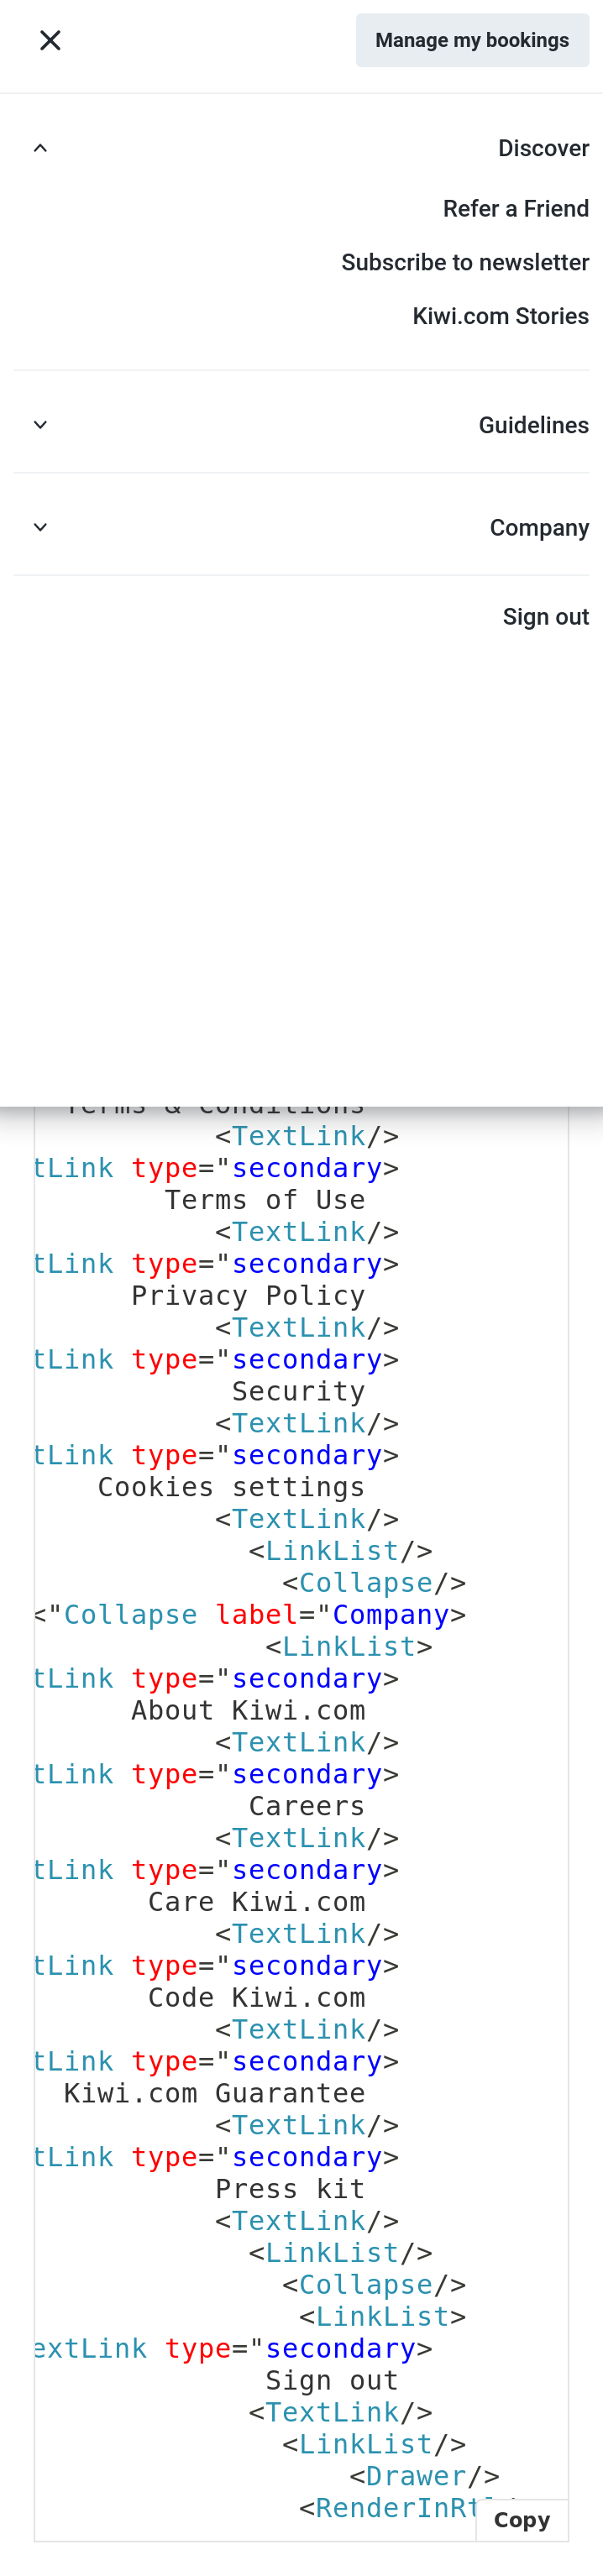 Manage my bookings
Discover
Refer a Friend
Subscribe to newsletter
Kiwi.com Stories
Guidelines
Company
Sign out
Terms & Conditions
<TextLink/>
tLink type="secondary>
Terms of Use
<TextLink/>
tLink type="secondary>
Privacy Policy
<TextLink/>
tLink type="secondary>
Security
<TextLink/>
tLink type="secondary>
Cookies settings
<TextLink/>
<LinkList/>
<Collapse/>
<"Collapse label="Company>
<LinkList>
tLink type="secondary>
About Kiwi.com
<TextLink/>
tLink type="secondary>
Careers
<TextLink/>
tLink type="secondary>
Care Kiwi.com
<TextLink/>
tLink type="secondary>
Code Kiwi.com
<TextLink/>
tLink type="secondary>
Kiwi.com Guarantee
<TextLink/>
tLink type="secondary>
Press kit
<TextLink/>
<LinkList/>
<Collapse/>
<LinkList>
extLink type="secondary>
Sign out
<TextLink/>
<LinkList/>
<Drawer/>
<RenderInRtl
Copy